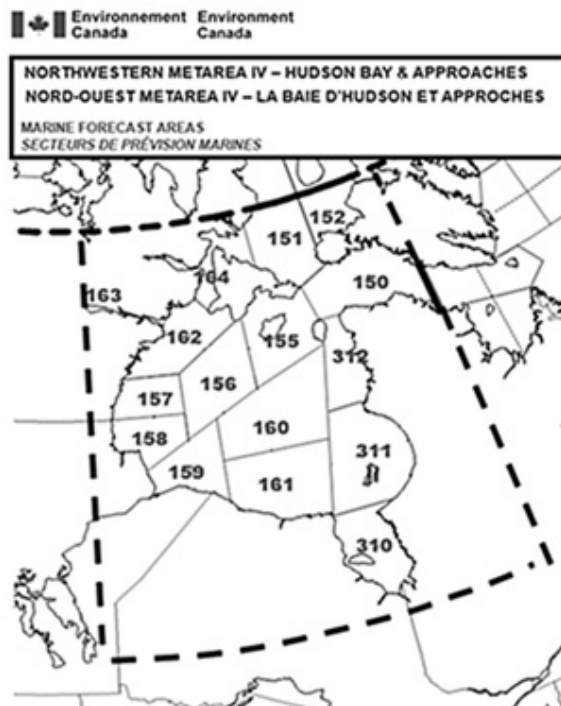 Environnement Environment
Canada Canada
NORTHWESTERN METAREA IV – HUDSON BAY & APPROACHES
NORD-OUEST METAREA IV – LA BAIE D'HUDSON ET APPROCHES
MARINE FORECAST AREAS
SECTEURS DE PRÉVISION MARINES
152
151
164
150
163
162
155
312
156
157
160
158
311
159
161
310